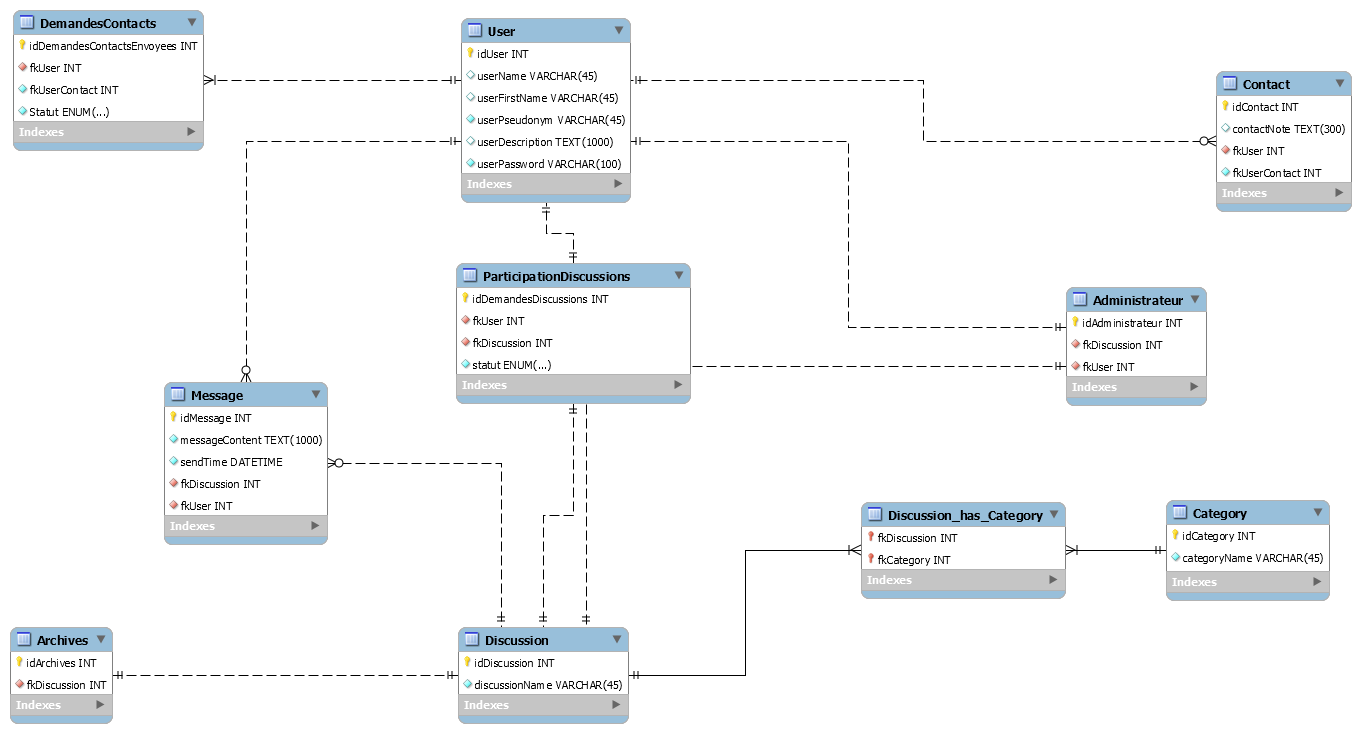 DemandesContacts
idDemandesContactsEnvoyees INT
fkUser INT
fkUserContact INT
Statut ENUM(...)
Indexes
User
idUser INT
userName VARCHAR(45)
userFirstName VARCHAR(45)
userPseudonym VARCHAR(45)
userDescription TEXT(1000)
userPassword VARCHAR(100)
Indexes
Contact
idContact INT
contactNote TEXT(300)
fkUser INT
fkUserContact INT
Indexes
ParticipationDiscussions
idDemandesDiscussions INT
fkUser INT
fkDiscussion INT
statut ENUM(...)
Indexes
Administrateur
idAdministrateur INT
fkDiscussion INT
fkUser INT
Indexes
Message
idMessage INT
messageContent TEXT(1000)
sendTime DATETIME
fkDiscussion INT
fkUser INT
Indexes
Discussion_has_Category
fkDiscussion INT
fkCategory INT
Indexes
Category
idCategory INT
categoryName VARCHAR(45)
Indexes
Archives
idArchives INT
fkDiscussion INT
Indexes
Discussion
idDiscussion INT
discussionName VARCHAR(45)
Indexes